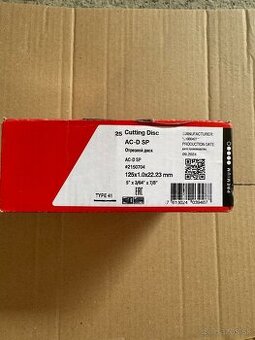 25 Cutting Disc
AC-D SP
Отрезной диск
AC-D SP
#2150704
125x1.0x22.23 mm
5" x 3/64" x 7/8"
TYPE 41
MANUFACTURER:
PRODUCTION DATE
PREMIUM